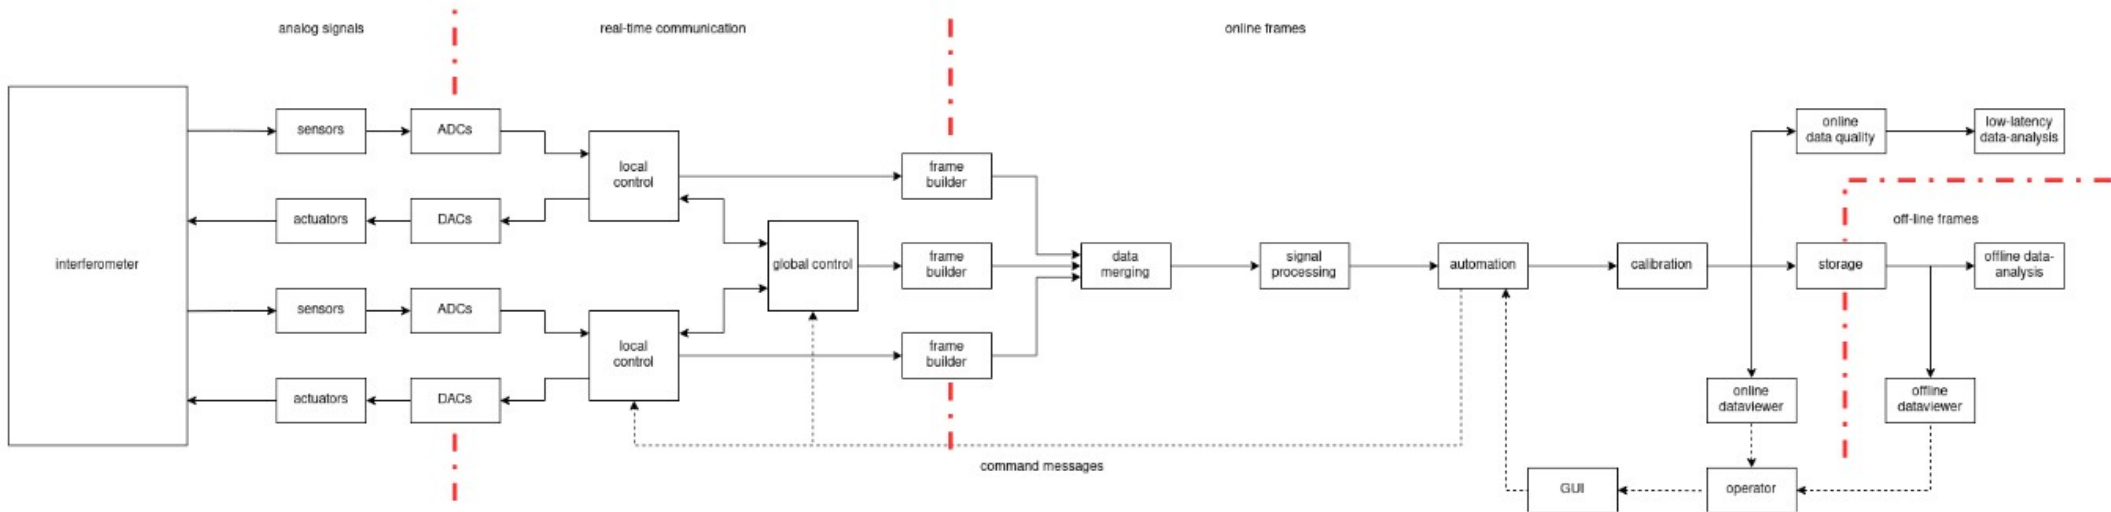 analog signals
real-time communication
online frames
sensors
ADCs
local
control
actuators
DACs
interferometer
sensors
ADCs
local
control
actuators
DACs
global control
frame
builder
frame
builder
frame
builder
data
merging
signal
processing
automation
calibration
online
data quality
low-latency
data-analysis
off-line frames
storage
offline data-
analysis
online
dataviewer
offline
dataviewer
command messages
GUI
operator